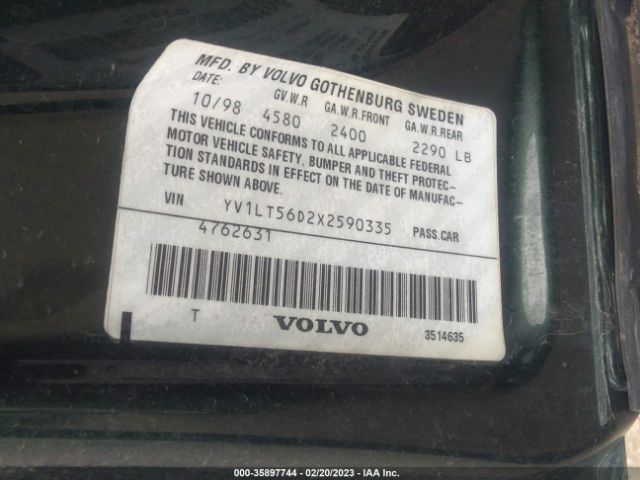 MFD. BY VOLVO GOTHENBURG SWEDEN
DATE: GV.W.R GA.W.R.FRONT GA.W.R.REAR
10/98 4580 2400 2290 LB
THIS VEHICLE CONFORMS TO ALL APPLICABLE FEDERAL
MOTOR VEHICLE SAFETY, BUMPER AND THEFT PROTEC-
TION STANDARDS IN EFFECT ON THE DATE OF MANUFAC-
TURE SHOWN ABOVE.
VIN YV1LT56D2X2590335 PASS.CAR
4762631
T VOLVO 3514635
000-35897744 / 02/20/2023 - IAA Inc.